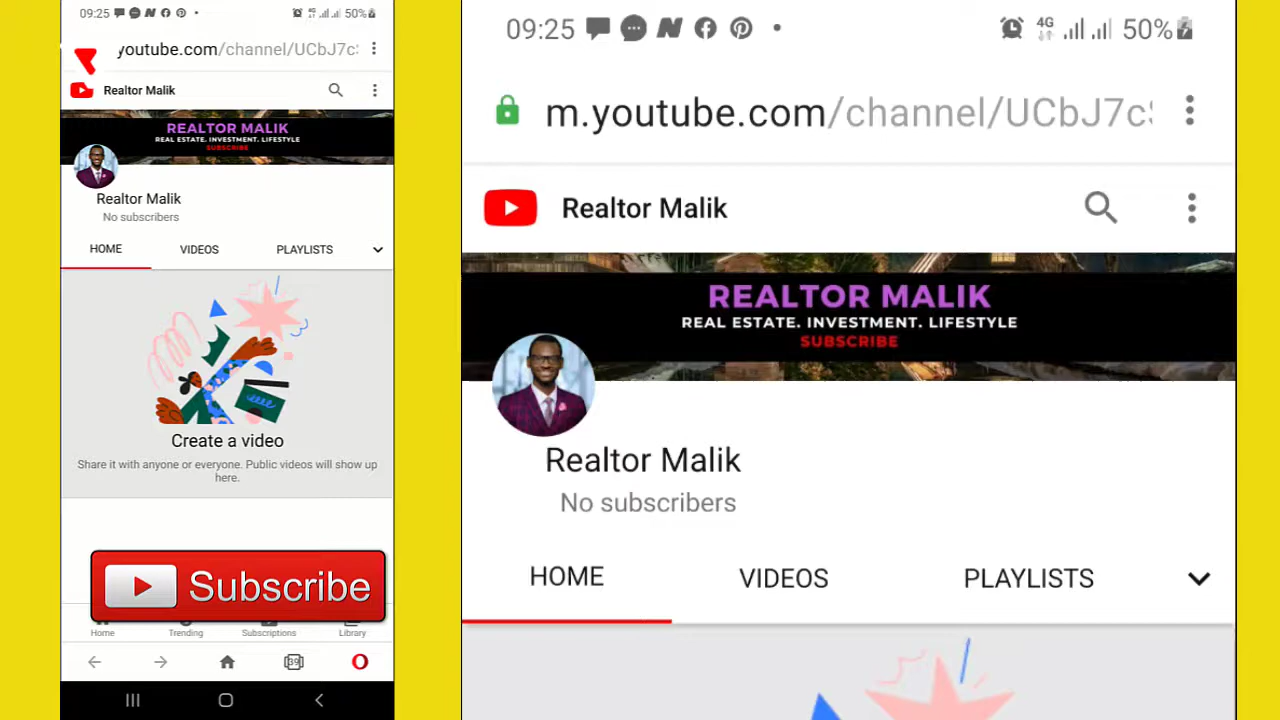 09:25
50%
youtube.com/channel/UCbJ7c
Realtor Malik
REALTOR MALIK
REAL ESTATE. INVESTMENT. LIFESTYLE
SUBSCRIBE
Realtor Malik
No subscribers
HOME VIDEOS PLAYLISTS
Create a video
Share it with anyone or everyone. Public videos will show up
here.
Subscribe
Home Trending Subscriptions Library
39
09:25
4G 50%
m.youtube.com/channel/UCbJ7c
Realtor Malik
REALTOR MALIK
REAL ESTATE. INVESTMENT. LIFESTYLE
SUBSCRIBE
Realtor Malik
No subscribers
HOME VIDEOS PLAYLISTS